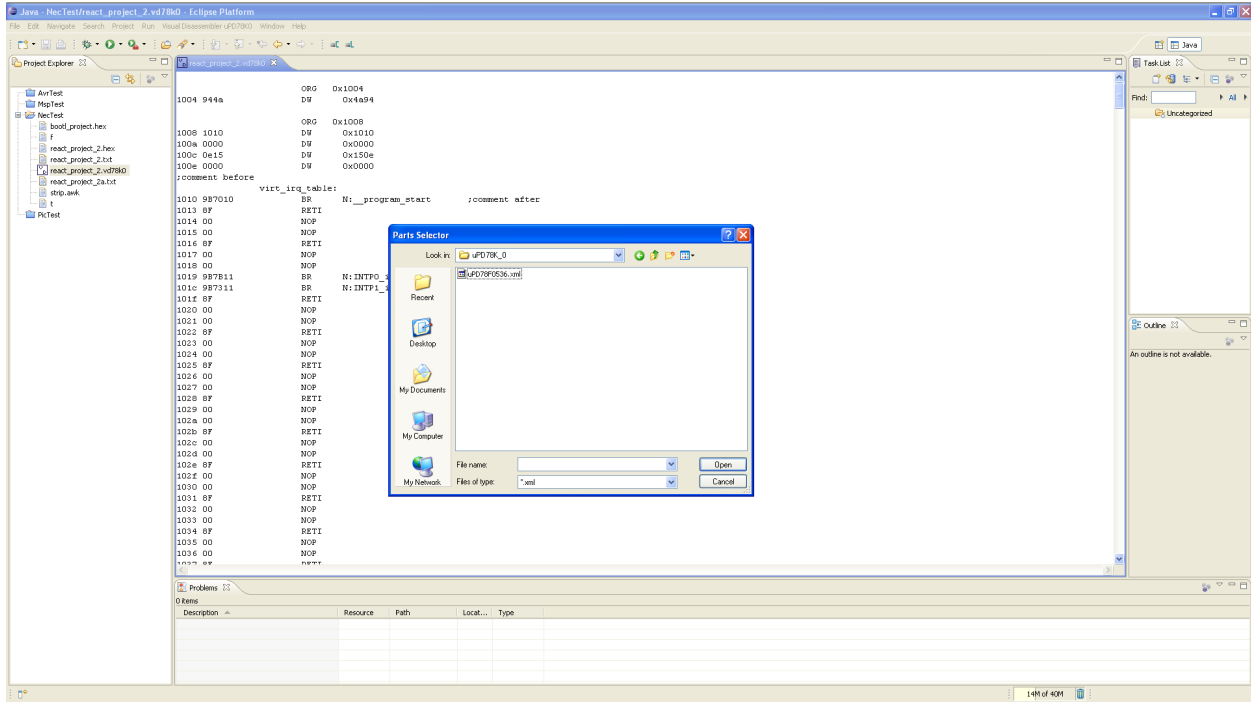 Java - NecTest/react_project_2.vd78k0 - Eclipse Platform
File Edit Navigate Search Project Run Visual Disassembler uPD78K0 Window Help
Java
Project Explorer
AvrTest
MspTest
NecTest
bootl_project.hex
f
react_project_2.hex
react_project_2.txt
react_project_2.vd78k0
react_project_2a.txt
strip.awk
t
PicTest
react_project_2.vd78k0
ORG 0x1004
1004 944a DW 0x4a94
ORG 0x1008
1008 1010 DW 0x1010
100a 0000 DW 0x0000
100c 0e15 DW 0x150e
100e 0000 DW 0x0000
;comment before
virt_irq_table:
1010 9B7010 BR N:__program_start ;comment after
1013 8F RETI
1014 00 NOP
1015 00 NOP
1016 8F RETI
1017 00 NOP
1018 00 NOP
1019 9B7B11 BR N:INTP0_
101c 9B7311 BR N:INTP1_
101f 8F RETI
1020 00 NOP
1021 00 NOP
1022 8F RETI
1023 00 NOP
1024 00 NOP
1025 8F RETI
1026 00 NOP
1027 00 NOP
1028 8F RETI
1029 00 NOP
102a 00 NOP
102b 8F RETI
102c 00 NOP
102d 00 NOP
102e 8F RETI
102f 00 NOP
1030 00 NOP
1031 8F RETI
1032 00 NOP
1033 00 NOP
1034 8F RETI
1035 00 NOP
1036 00 NOP
1037 8F RETI
Parts Selector
Look in: uPD78K_0
uPD78F0536.xml
Recent
Desktop
My Documents
My Computer
My Network
File name:
Open
Files of type: *.xml
Cancel
Task List
Find: All
Uncategorized
Outline
An outline is not available.
Problems
0 items
Description Resource Path Locat... Type
14M of 40M